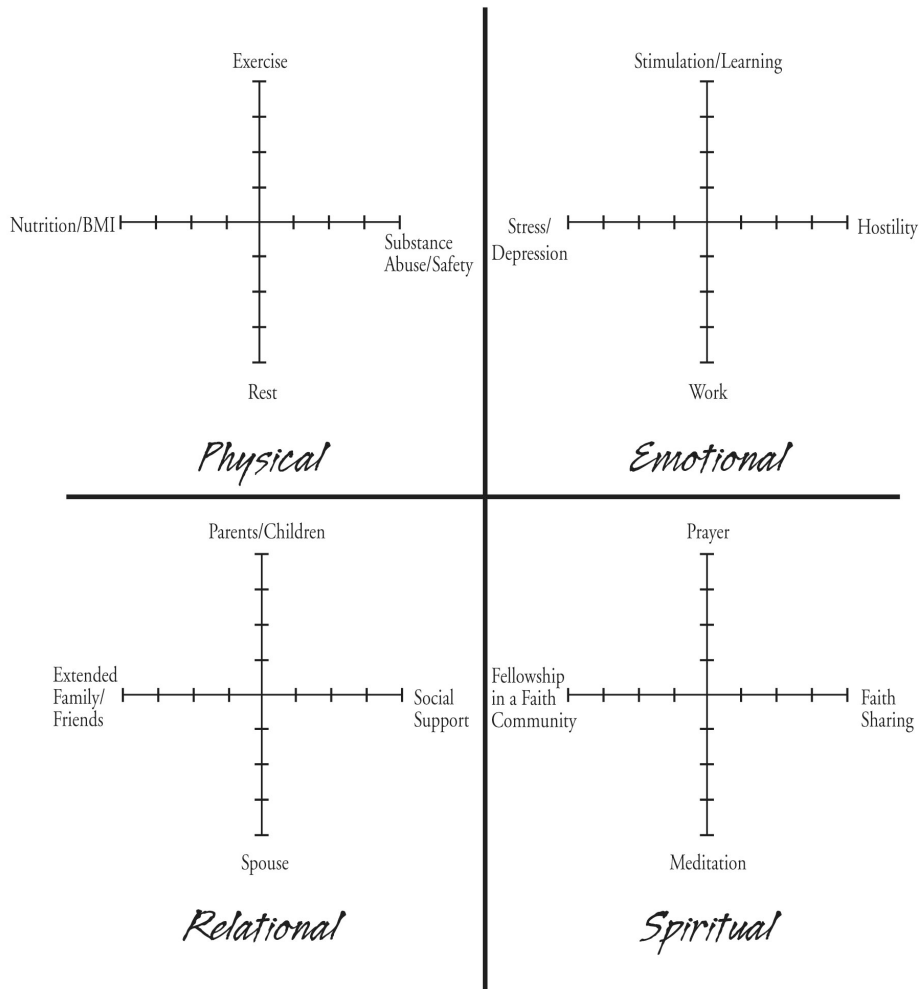 Exercise
Nutrition/BMI
Substance
Abuse/Safety
Rest
Physical
Stimulation/Learning
Stress/
Depression
Hostility
Work
Emotional
Parents/Children
Extended
Family/
Friends
Social
Support
Spouse
Relational
Prayer
Fellowship
in a Faith
Community
Faith
Sharing
Meditation
Spiritual